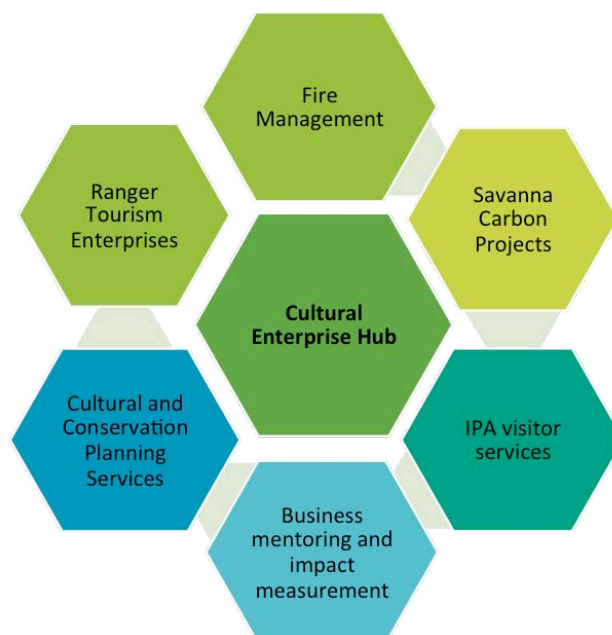 Fire
Management
Savanna
Carbon
Projects
IPA visitor
services
Business
mentoring and
impact
measurement
Cultural and
Conservation
Planning
Services
Ranger
Tourism
Enterprises
Cultural
Enterprise Hub